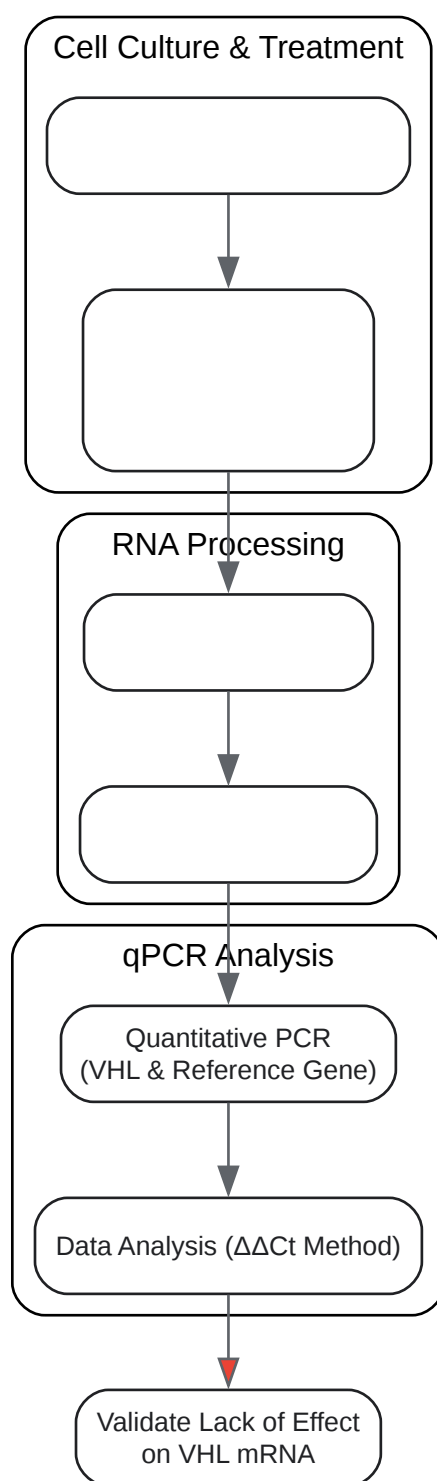 Cell Culture & Treatment
RNA Processing
qPCR Analysis
Quantitative PCR
(VHL & Reference Gene)
Data Analysis (ΔΔCt Method)
Validate Lack of Effect
on VHL mRNA